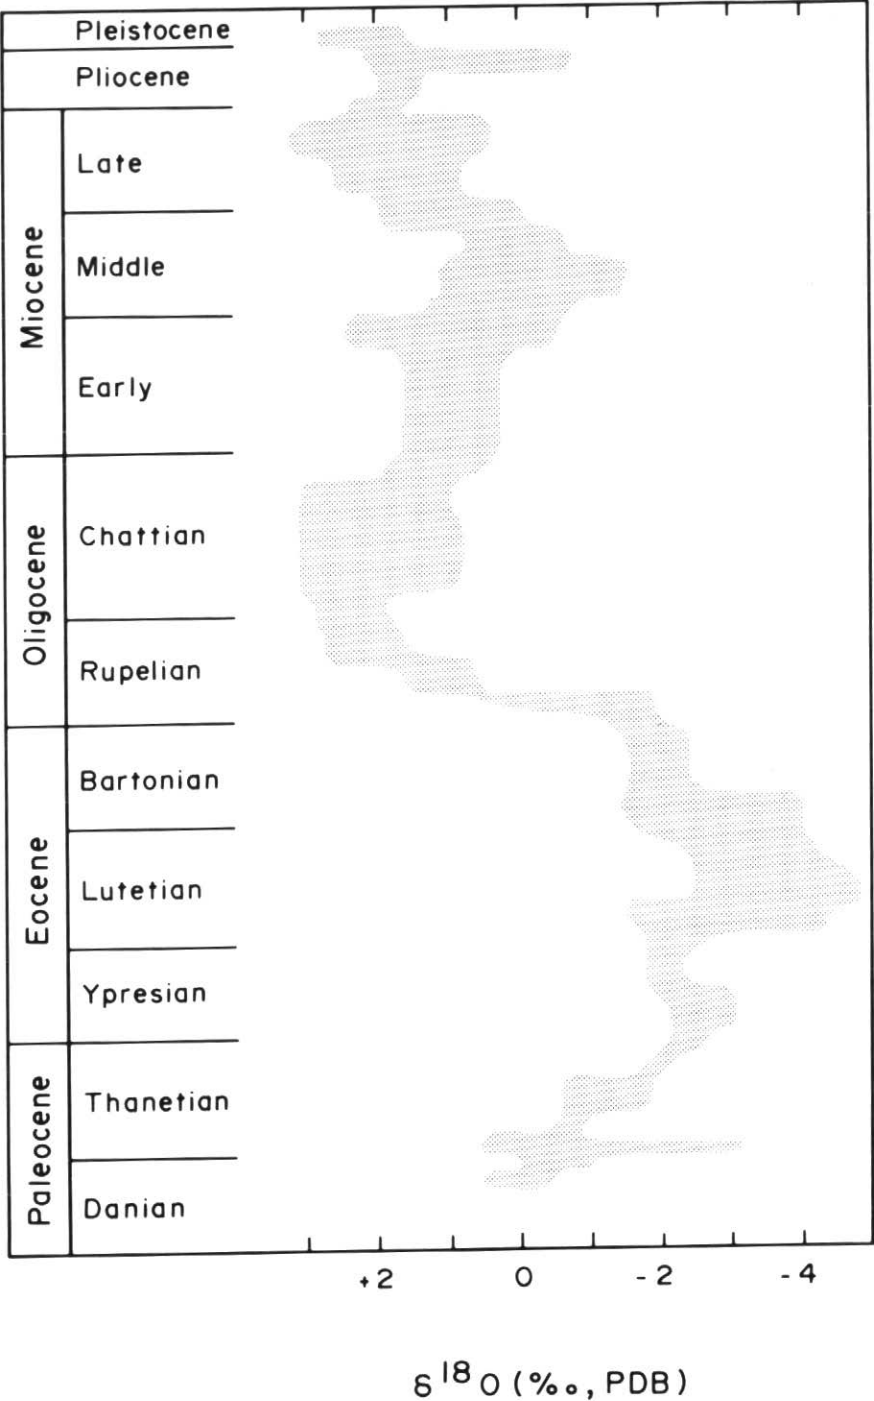 Pleistocene
Pliocene
Miocene
Late
Middle
Early
Oligocene
Chattian
Rupelian
Eocene
Bartonian
Lutetian
Ypresian
Paleocene
Thanetian
Danian
+2 0 -2 -4
δ18O (‰, PDB)